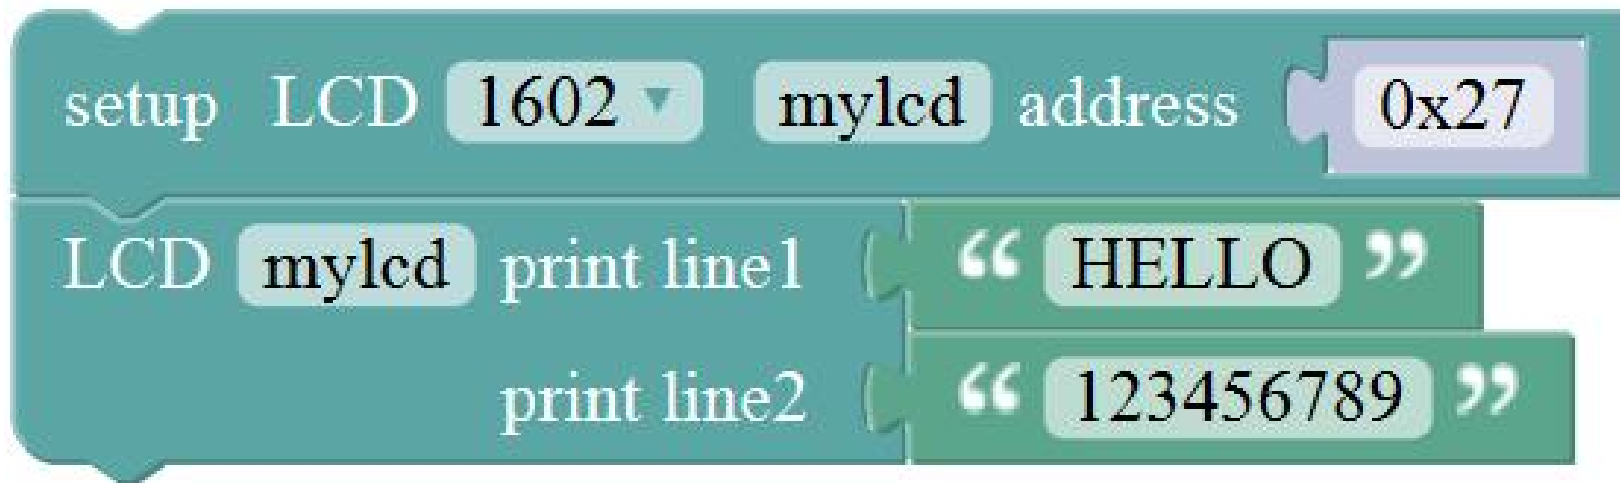 setup LCD 1602 mylcd address 0x27
LCD mylcd print line1 “ HELLO ”
print line2 “ 123456789 ”